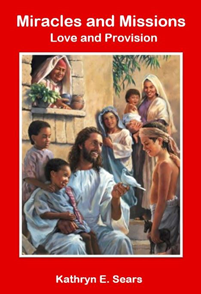 Miracles and Missions
Love and Provision
Kathryn E. Sears